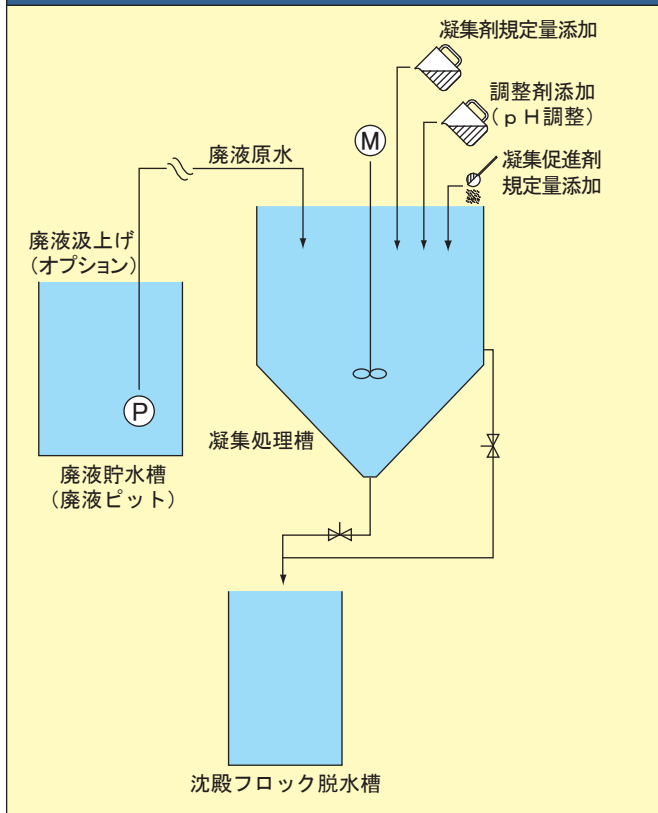 凝集剤規定量添加
調整剤添加
（ｐＨ調整）
凝集促進剤
規定量添加
M
廃液原水
廃液汲上げ
（オプション）
P
凝集処理槽
廃液貯水槽
（廃液ピット）
沈殿フロック脱水槽